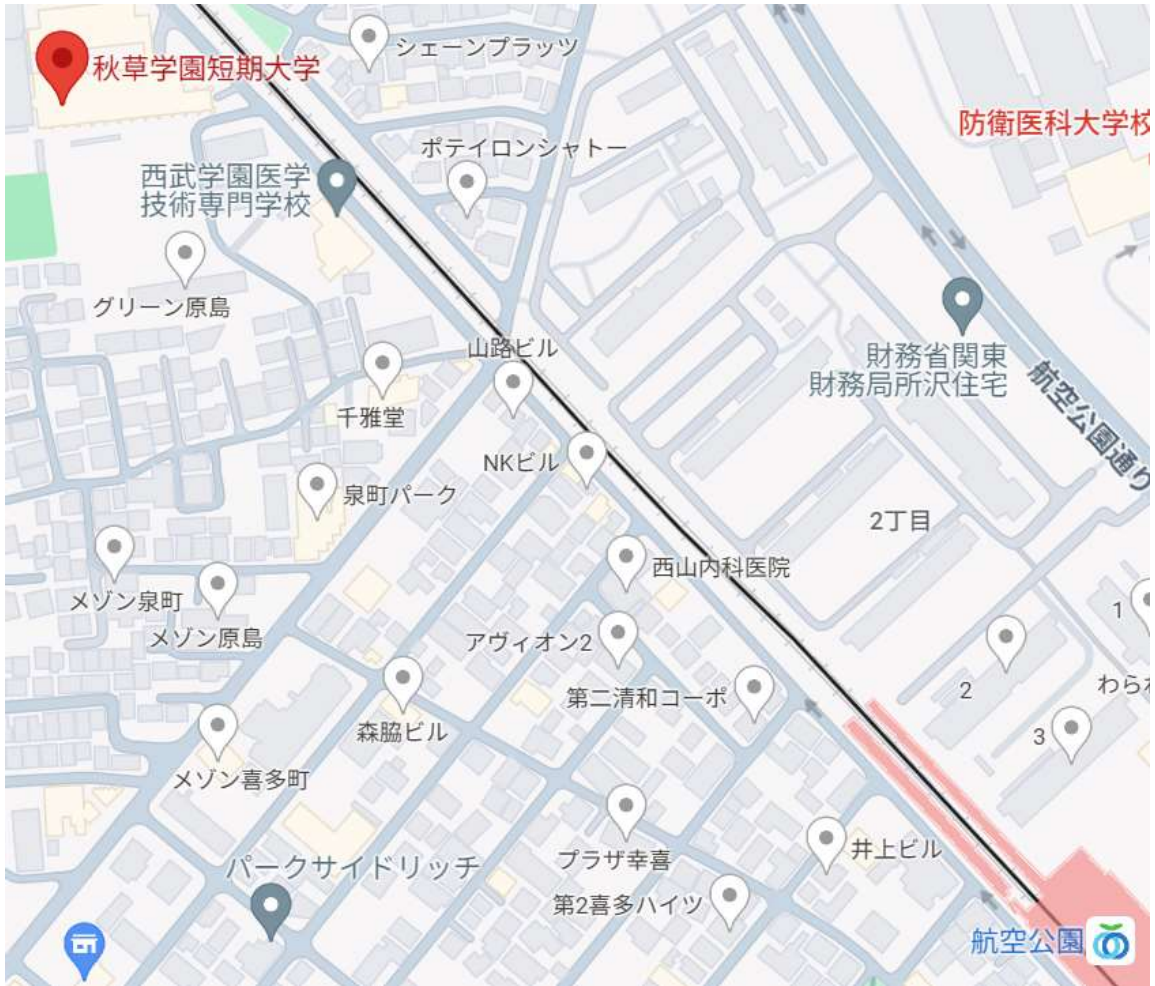 シェーンプラッツ
秋草学園短期大学
防衛医科大学校
ポテイロンシャトー
西武学園医学
技術専門学校
グリーン原島
山路ビル
財務省関東
財務局所沢住宅
航空公園通り
千雅堂
NKビル
泉町パーク
2丁目
西山内科医院
メゾン泉町
メゾン原島
アヴィオン2
1
第二清和コーポ
2
わられ
森脇ビル
3
メゾン喜多町
プラザ幸喜
井上ビル
パークサイドリッチ
第2喜多ハイツ
航空公園